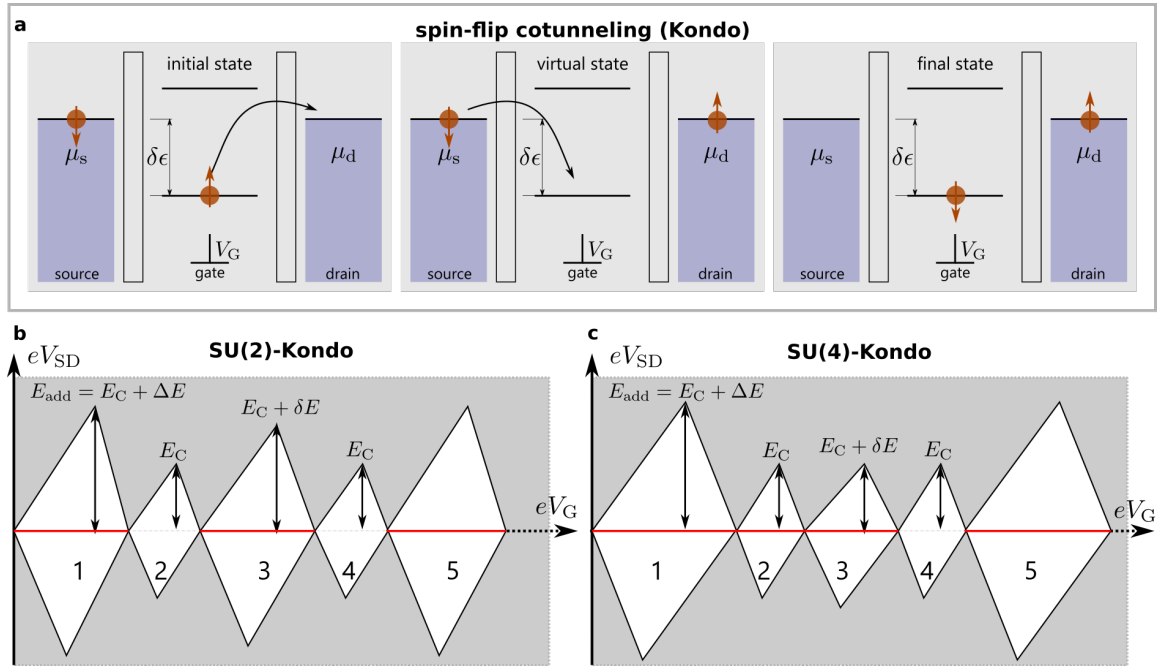 a
spin-flip cotunneling (Kondo)
initial state
μs
δϵ
μd
VG
source
gate
drain
virtual state
μs
δϵ
μd
VG
source
gate
drain
final state
μs
δϵ
μd
VG
source
gate
drain
b
SU(2)-Kondo
eVSD
Eadd = EC + ΔE
EC
EC + δE
EC
eVG
1
2
3
4
5
c
SU(4)-Kondo
eVSD
Eadd = EC + ΔE
EC
EC + δE
EC
eVG
1
2
3
4
5